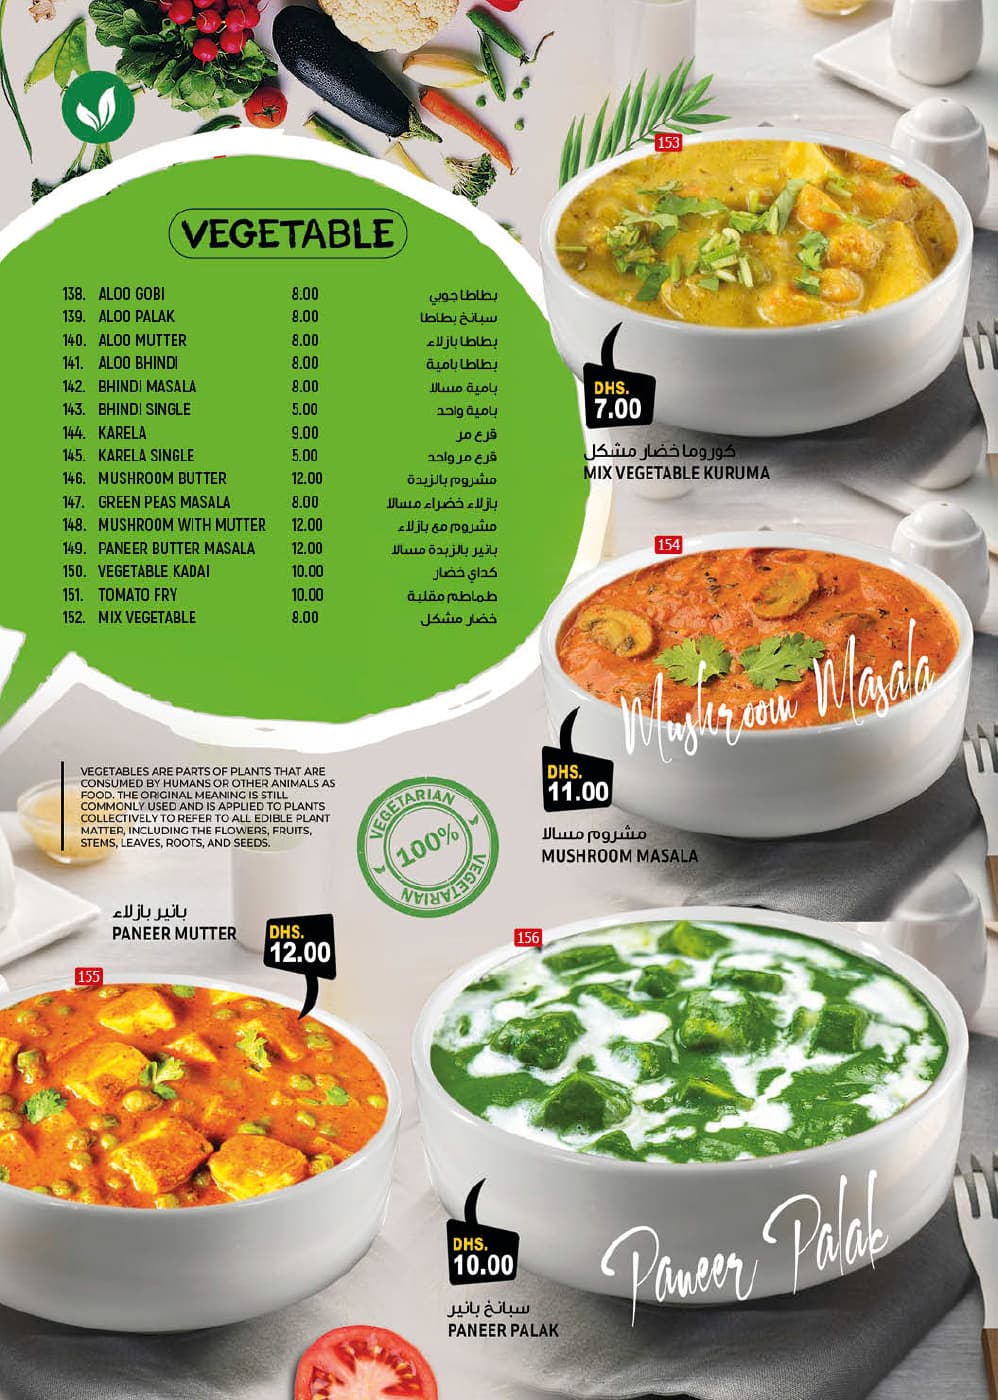 VEGETABLE
138. ALOO GOBI 8.00 بطاطا جوبي
139. ALOO PALAK 8.00 سبانخ بطاطا
140. ALOO MUTTER 8.00 بطاطا بازلاء
141. ALOO BHINDI 8.00 بطاطا بامية
142. BHINDI MASALA 8.00 بامية مسالا
143. BHINDI SINGLE 5.00 بامية واحد
144. KARELA 9.00 قرع مر
145. KARELA SINGLE 5.00 قرع مر واحد
146. MUSHROOM BUTTER 12.00 مشروم بالزبدة
147. GREEN PEAS MASALA 8.00 بازلاء خضراء مسالا
148. MUSHROOM WITH MUTTER 12.00 مشروم مع بازلاء
149. PANEER BUTTER MASALA 12.00 بانير بالزبدة مسالا
150. VEGETABLE KADAI 10.00 كداي خضار
151. TOMATO FRY 10.00 طماطم مقلية
152. MIX VEGETABLE 8.00 خضار مشكل
153
DHS.
7.00
كوروما خضار مشكل
MIX VEGETABLE KURUMA
154
Mushroom Masala
DHS.
11.00
مشروم مسالا
MUSHROOM MASALA
VEGETABLES ARE PARTS OF PLANTS THAT ARE
CONSUMED BY HUMANS OR OTHER ANIMALS AS
FOOD. THE ORIGINAL MEANING IS STILL
COMMONLY USED AND IS APPLIED TO PLANTS
COLLECTIVELY TO REFER TO ALL EDIBLE PLANT
MATTER, INCLUDING THE FLOWERS, FRUITS,
STEMS, LEAVES, ROOTS, AND SEEDS.
VEGETARIAN
100%
VEGETARIAN
بانير بازلاء
PANEER MUTTER
DHS.
12.00
155
156
Paneer Palak
DHS.
10.00
سبانخ بانير
PANEER PALAK